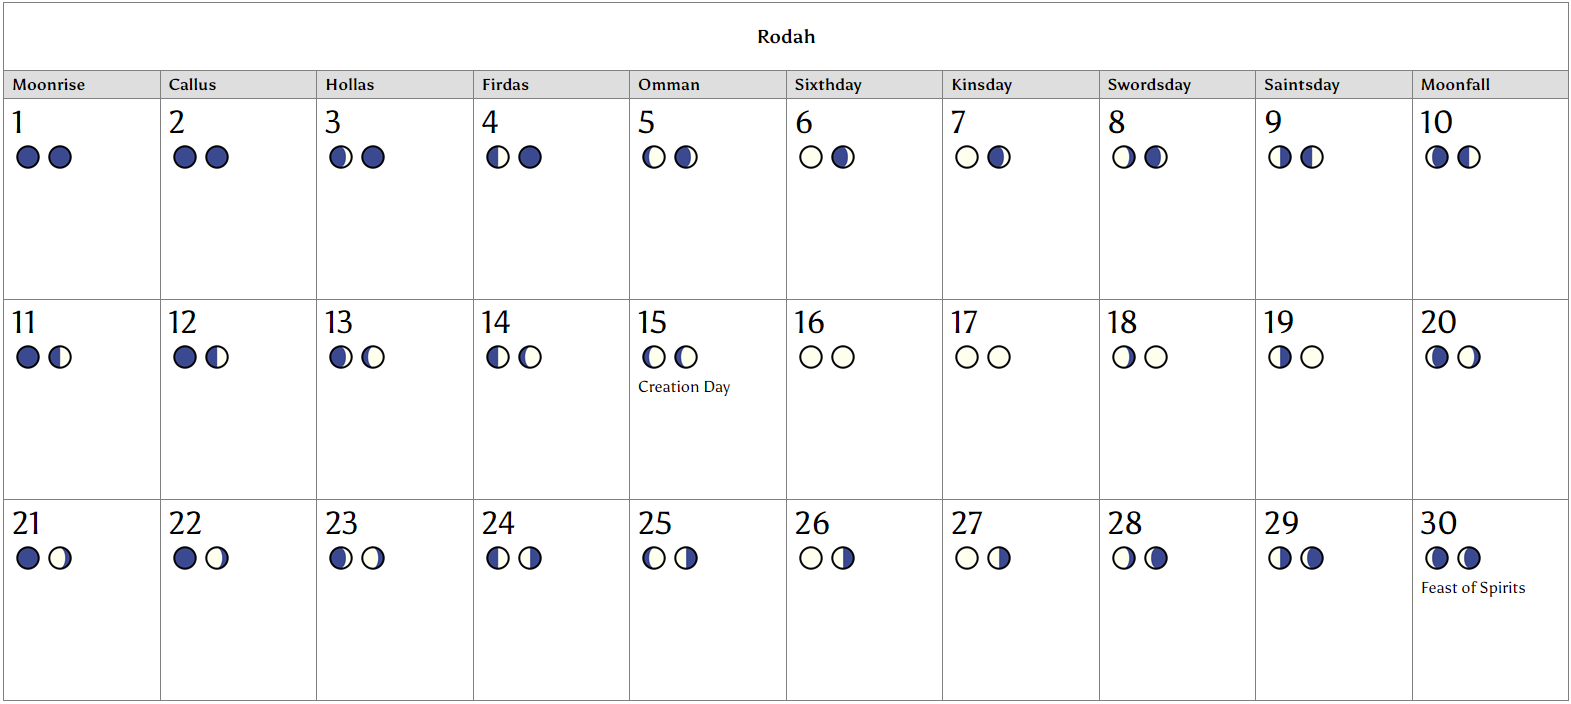 Rodah
Moonrise Callus Hollas Firdas Omman Sixthday Kinsday Swordsday Saintsday Moonfall
1 2 3 4 5 6 7 8 9 10
11 12 13 14 15 16 17 18 19 20
Creation Day
21 22 23 24 25 26 27 28 29 30
Feast of Spirits